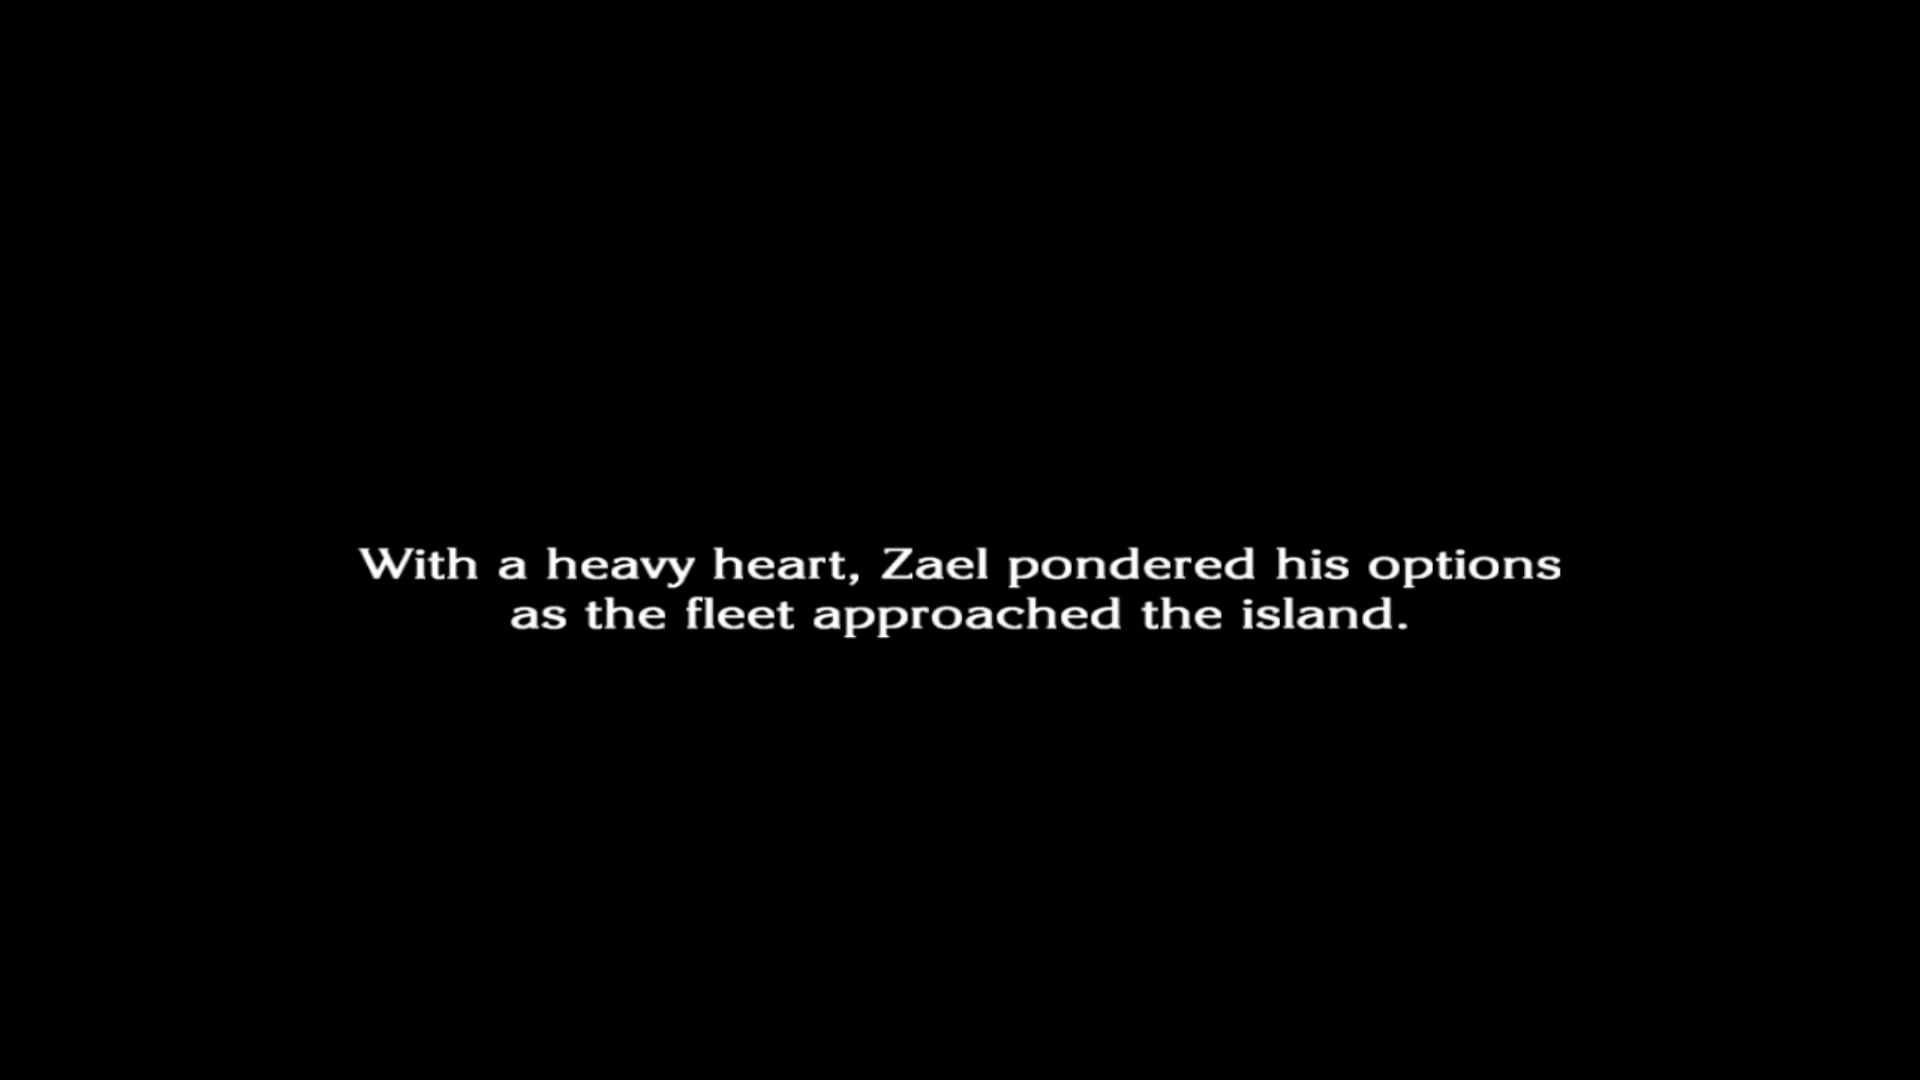 With a heavy heart, Zael pondered his options
as the fleet approached the island.